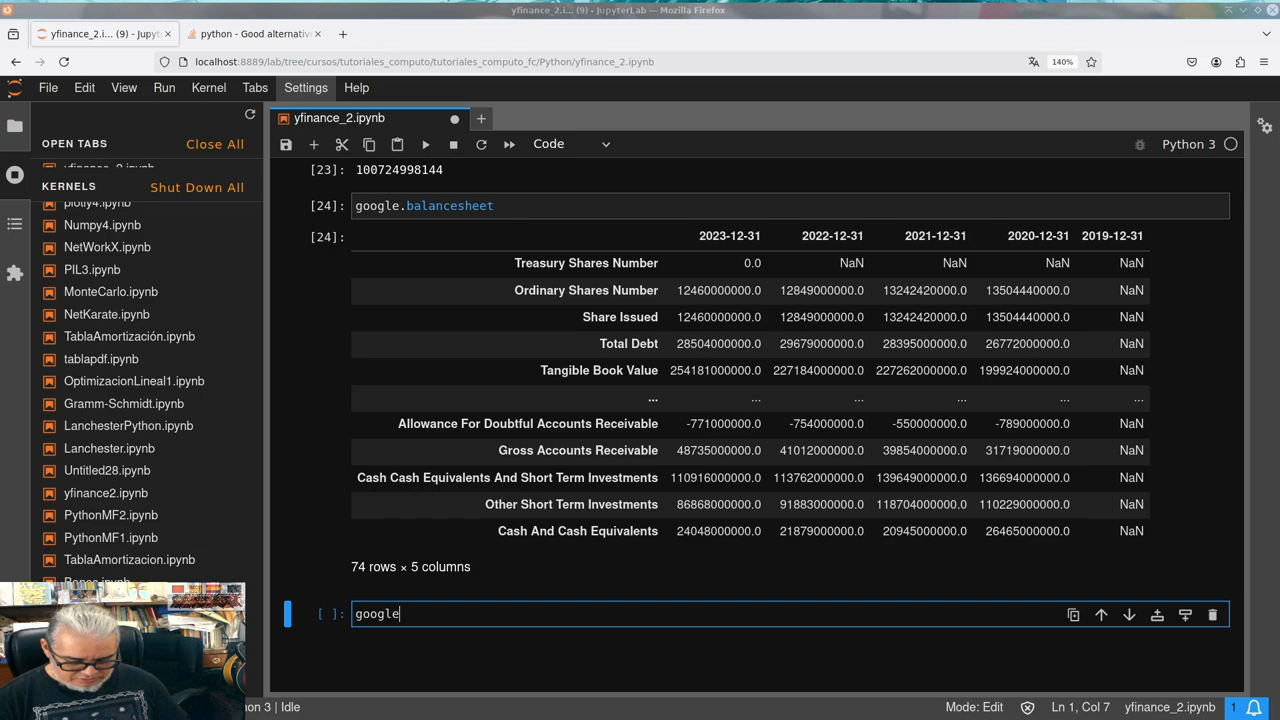 yfinance_2.i… (9) - JupyterLab — Mozilla Firefox
yfinance_2.i… (9) - Jupyt
python - Good alternativ
localhost:8889/lab/tree/cursos/tutoriales_computo/tutoriales_computo_fc/Python/yfinance_2.ipynb
140%
File Edit View Run Kernel Tabs Settings Help
yfinance_2.ipynb
OPEN TABS Close All
yfinance_2.ipynb
KERNELS Shut Down All
plotly4.ipynb
Numpy4.ipynb
NetWorkX.ipynb
PIL3.ipynb
MonteCarlo.ipynb
NetKarate.ipynb
TablaAmortización.ipynb
tablapdf.ipynb
OptimizacionLineal1.ipynb
Gramm-Schmidt.ipynb
LanchesterPython.ipynb
Lanchester.ipynb
Untitled28.ipynb
yfinance2.ipynb
PythonMF2.ipynb
PythonMF1.ipynb
TablaAmortizacion.ipynb
Code
Python 3
[23]: 100724998144
[24]: google.balancesheet
[24]: 2023-12-31 2022-12-31 2021-12-31 2020-12-31 2019-12-31
Treasury Shares Number 0.0 NaN NaN NaN NaN
Ordinary Shares Number 12460000000.0 12849000000.0 13242420000.0 13504440000.0 NaN
Share Issued 12460000000.0 12849000000.0 13242420000.0 13504440000.0 NaN
Total Debt 28504000000.0 29679000000.0 28395000000.0 26772000000.0 NaN
Tangible Book Value 254181000000.0 227184000000.0 227262000000.0 199924000000.0 NaN
... ... ... ... ... ...
Allowance For Doubtful Accounts Receivable -771000000.0 -754000000.0 -550000000.0 -789000000.0 NaN
Gross Accounts Receivable 48735000000.0 41012000000.0 39854000000.0 31719000000.0 NaN
Cash Cash Equivalents And Short Term Investments 110916000000.0 113762000000.0 139649000000.0 136694000000.0 NaN
Other Short Term Investments 86868000000.0 91883000000.0 118704000000.0 110229000000.0 NaN
Cash And Cash Equivalents 24048000000.0 21879000000.0 20945000000.0 26465000000.0 NaN
74 rows × 5 columns
[ ]: google
on 3 | Idle
Mode: Edit
Ln 1, Col 7
yfinance_2.ipynb
1